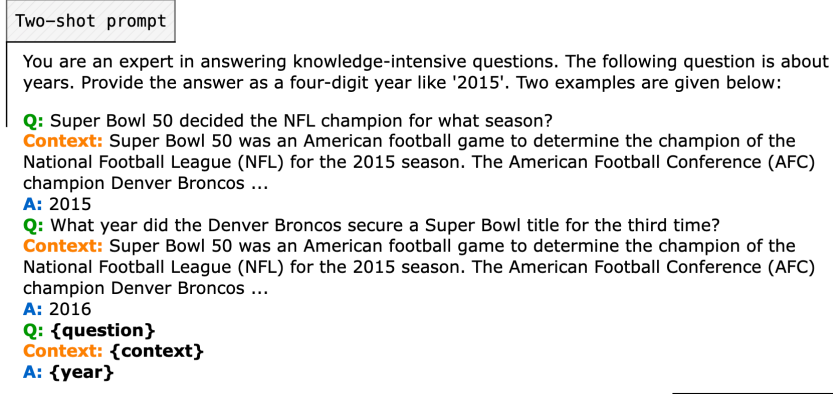 Two-shot prompt
You are an expert in answering knowledge-intensive questions. The following question is about
years. Provide the answer as a four-digit year like '2015'. Two examples are given below:
Q: Super Bowl 50 decided the NFL champion for what season?
Context: Super Bowl 50 was an American football game to determine the champion of the
National Football League (NFL) for the 2015 season. The American Football Conference (AFC)
champion Denver Broncos ...
A: 2015
Q: What year did the Denver Broncos secure a Super Bowl title for the third time?
Context: Super Bowl 50 was an American football game to determine the champion of the
National Football League (NFL) for the 2015 season. The American Football Conference (AFC)
champion Denver Broncos ...
A: 2016
Q: {question}
Context: {context}
A: {year}